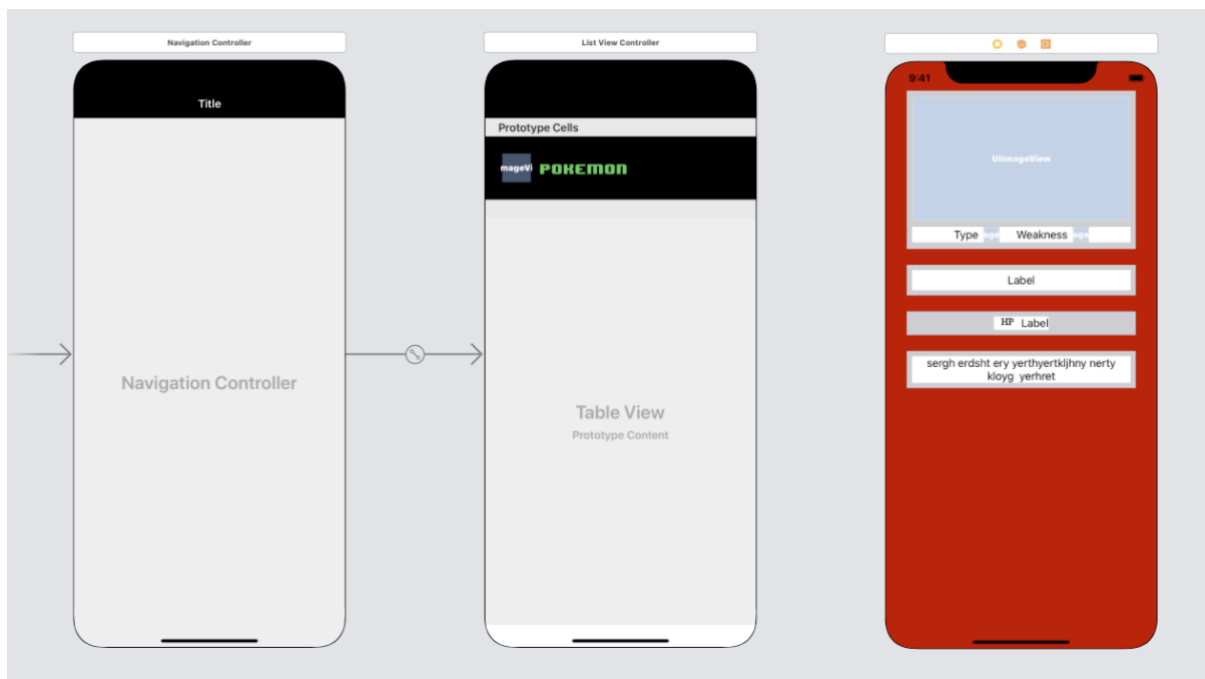 Navigation Controller
Title
Navigation Controller
List View Controller
Prototype Cells
mageVi POKEMON
Table View
Prototype Content
9:41
UIImageView
Type Weakness
Label
HP Label
sergh erdsht ery yerthyertkljhny nerty
kloyg yerhret